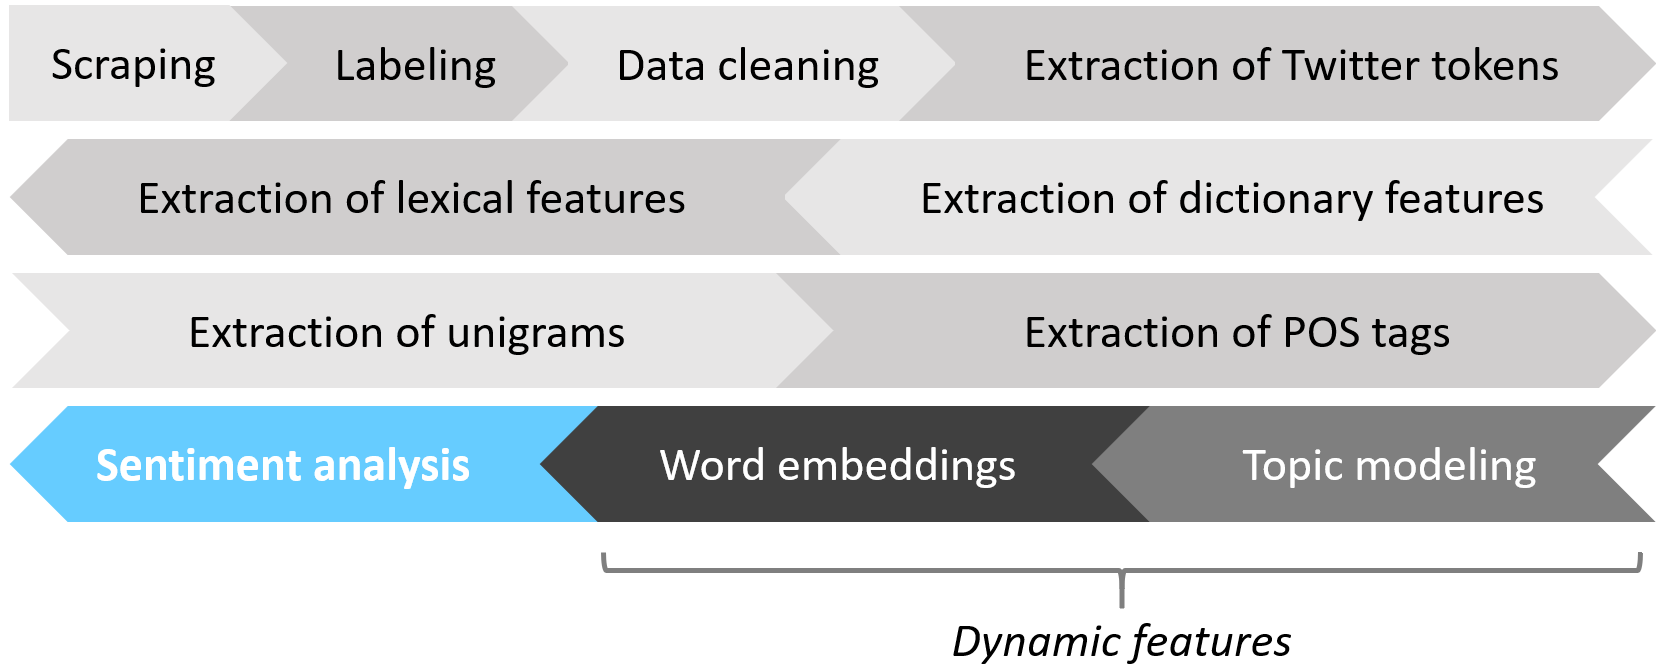 Scraping
Labeling
Data cleaning
Extraction of Twitter tokens
Extraction of lexical features
Extraction of dictionary features
Extraction of unigrams
Extraction of POS tags
Sentiment analysis
Word embeddings
Topic modeling
Dynamic features